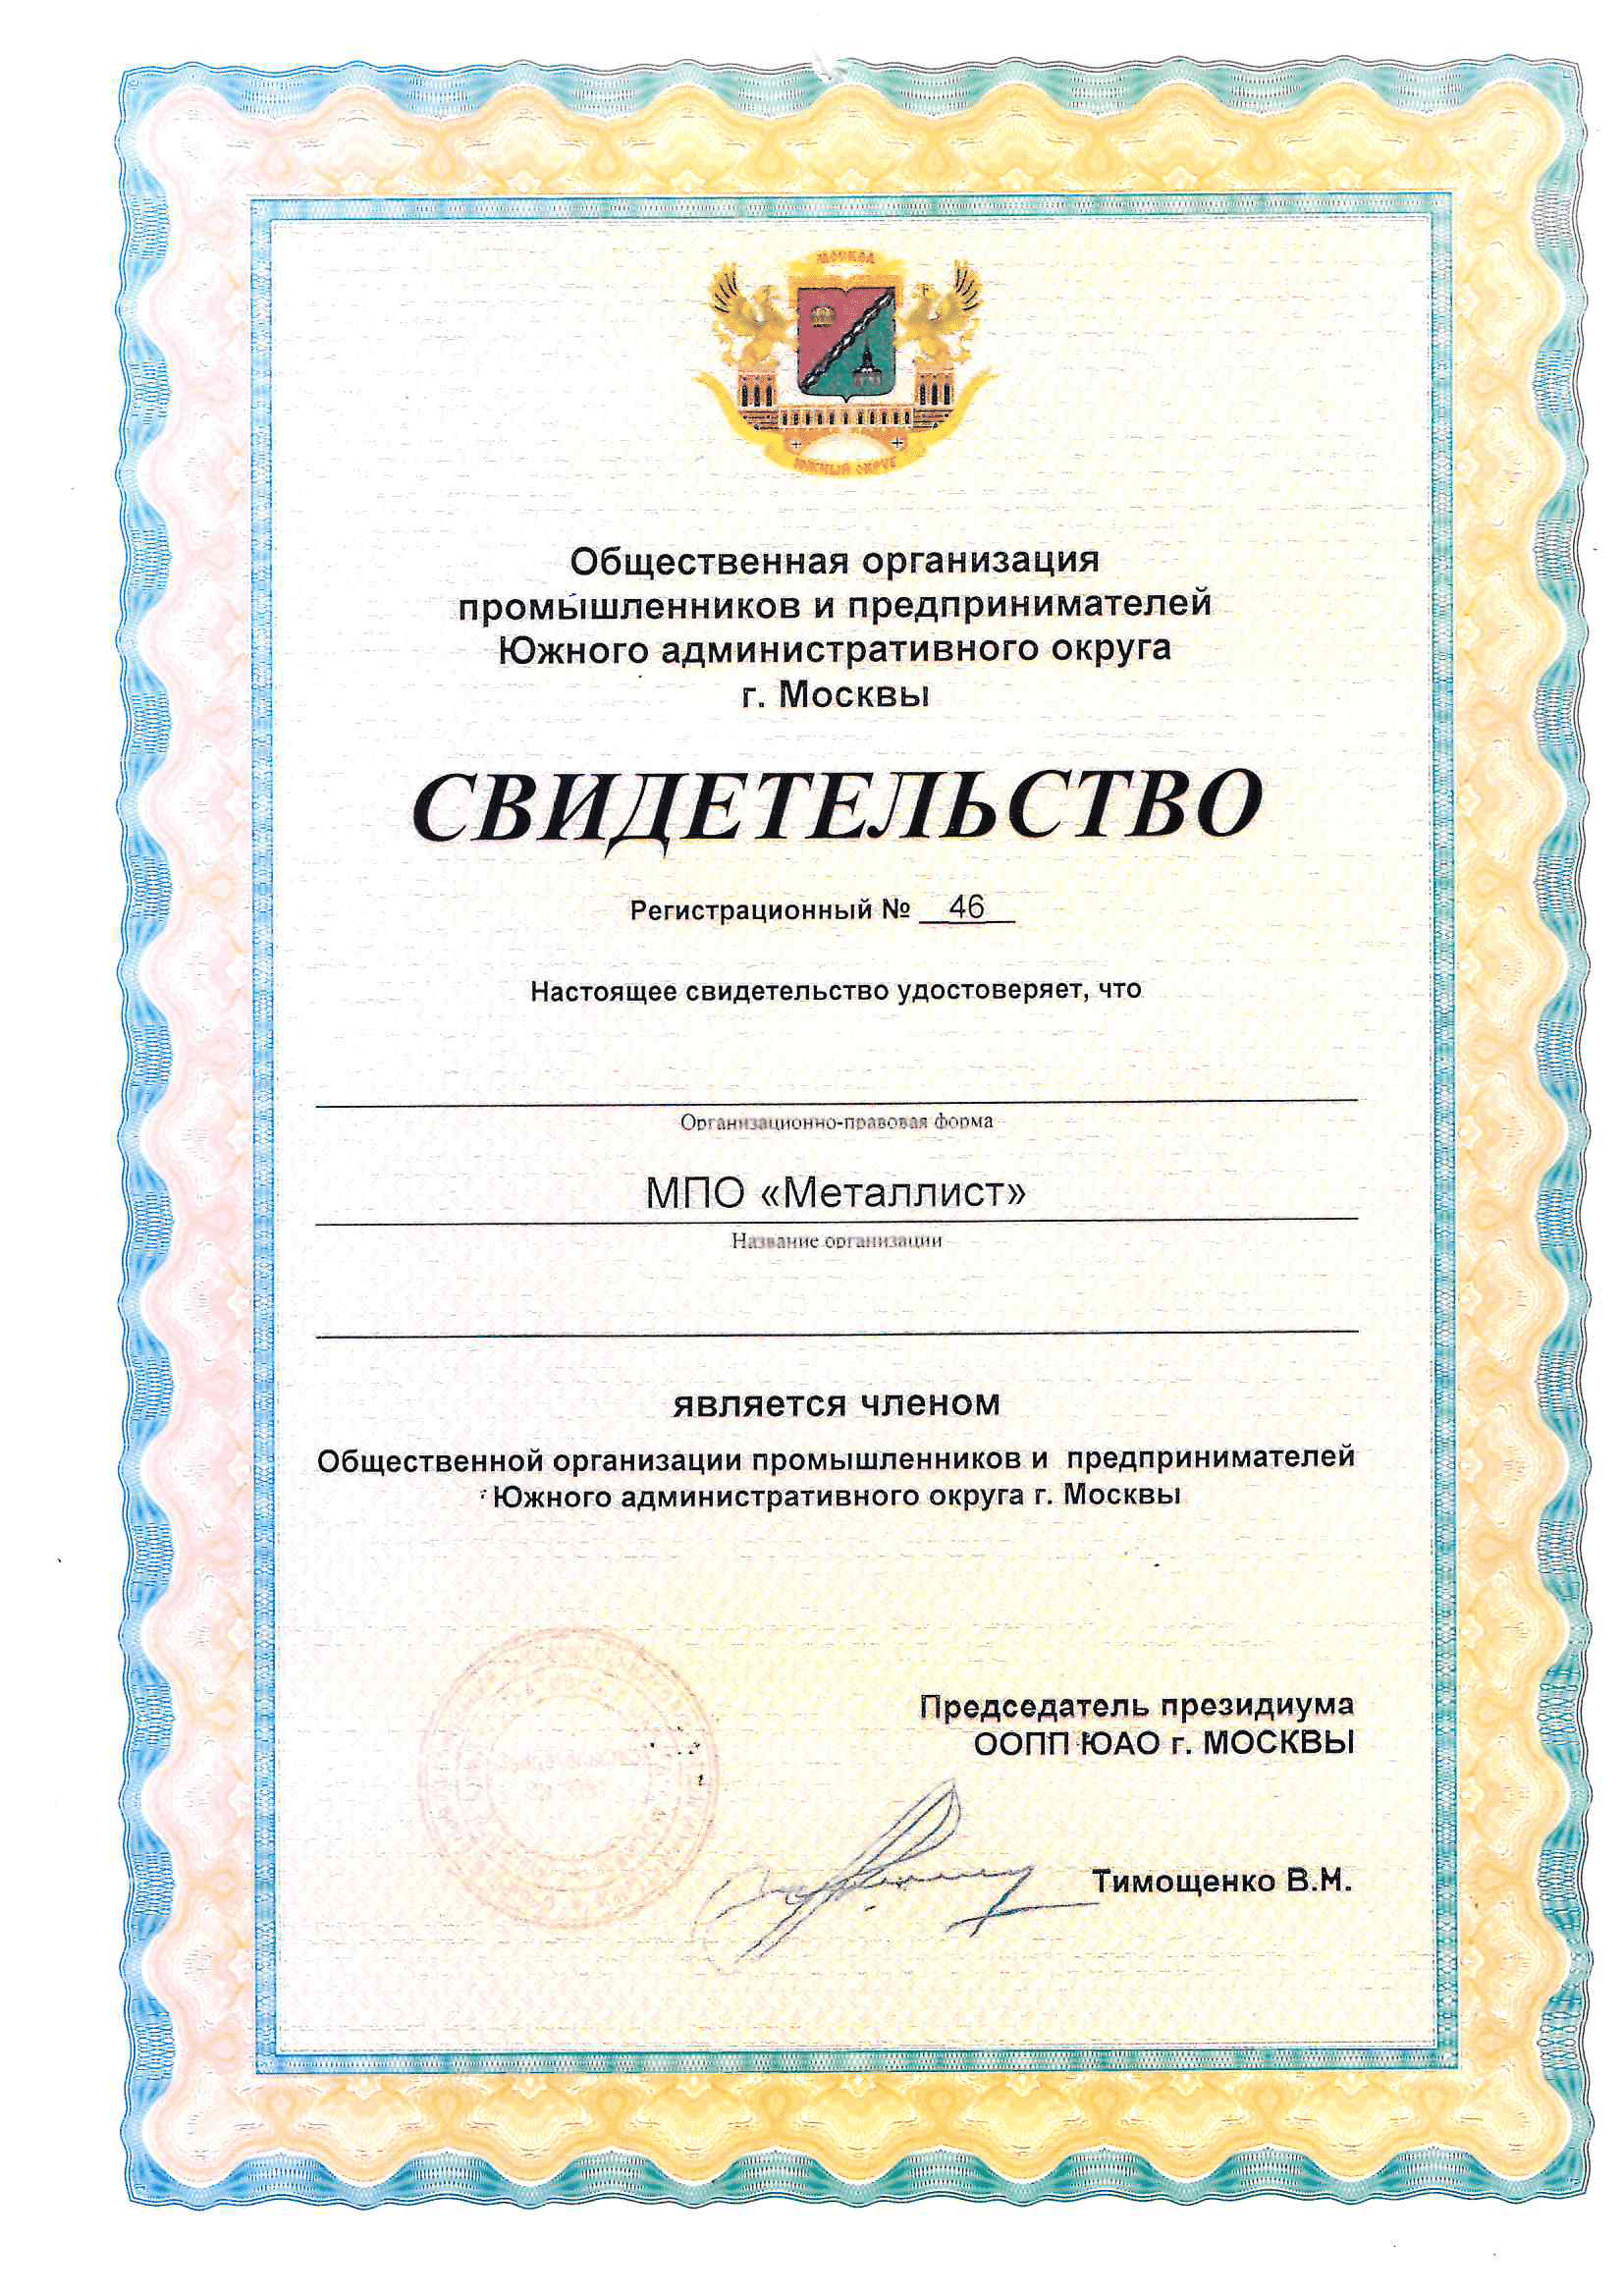 МОСКВА
ЮЖНЫЙ ОКРУГ
Общественная организация
промышленников и предпринимателей
Южного административного округа
г. Москвы
СВИДЕТЕЛЬСТВО
Регистрационный № 46
Настоящее свидетельство удостоверяет, что
Организационно-правовая форма
МПО «Металлист»
Название организации
является членом
Общественной организации промышленников и предпринимателей
Южного административного округа г. Москвы
Председатель президиума
ООПП ЮАО г. МОСКВЫ
Тимощенко В.М.